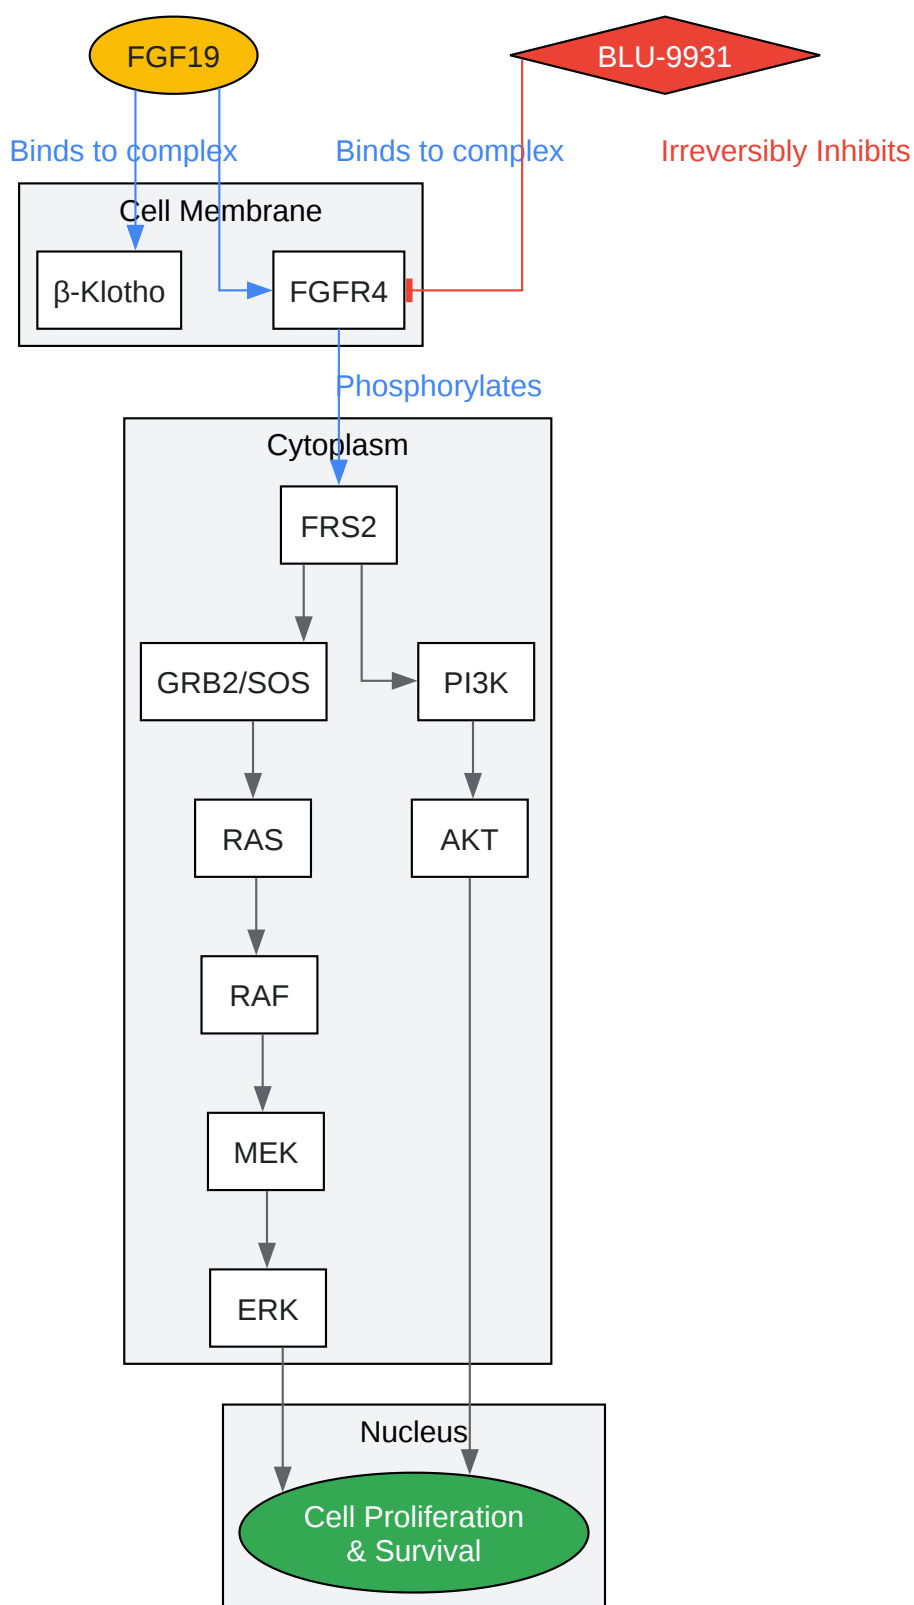 FGF19
BLU-9931
Binds to complex
Binds to complex
Irreversibly Inhibits
Cell Membrane
β-Klotho
FGFR4
Phosphorylates
Cytoplasm
FRS2
GRB2/SOS
PI3K
RAS
AKT
RAF
MEK
ERK
Nucleus
Cell Proliferation
& Survival